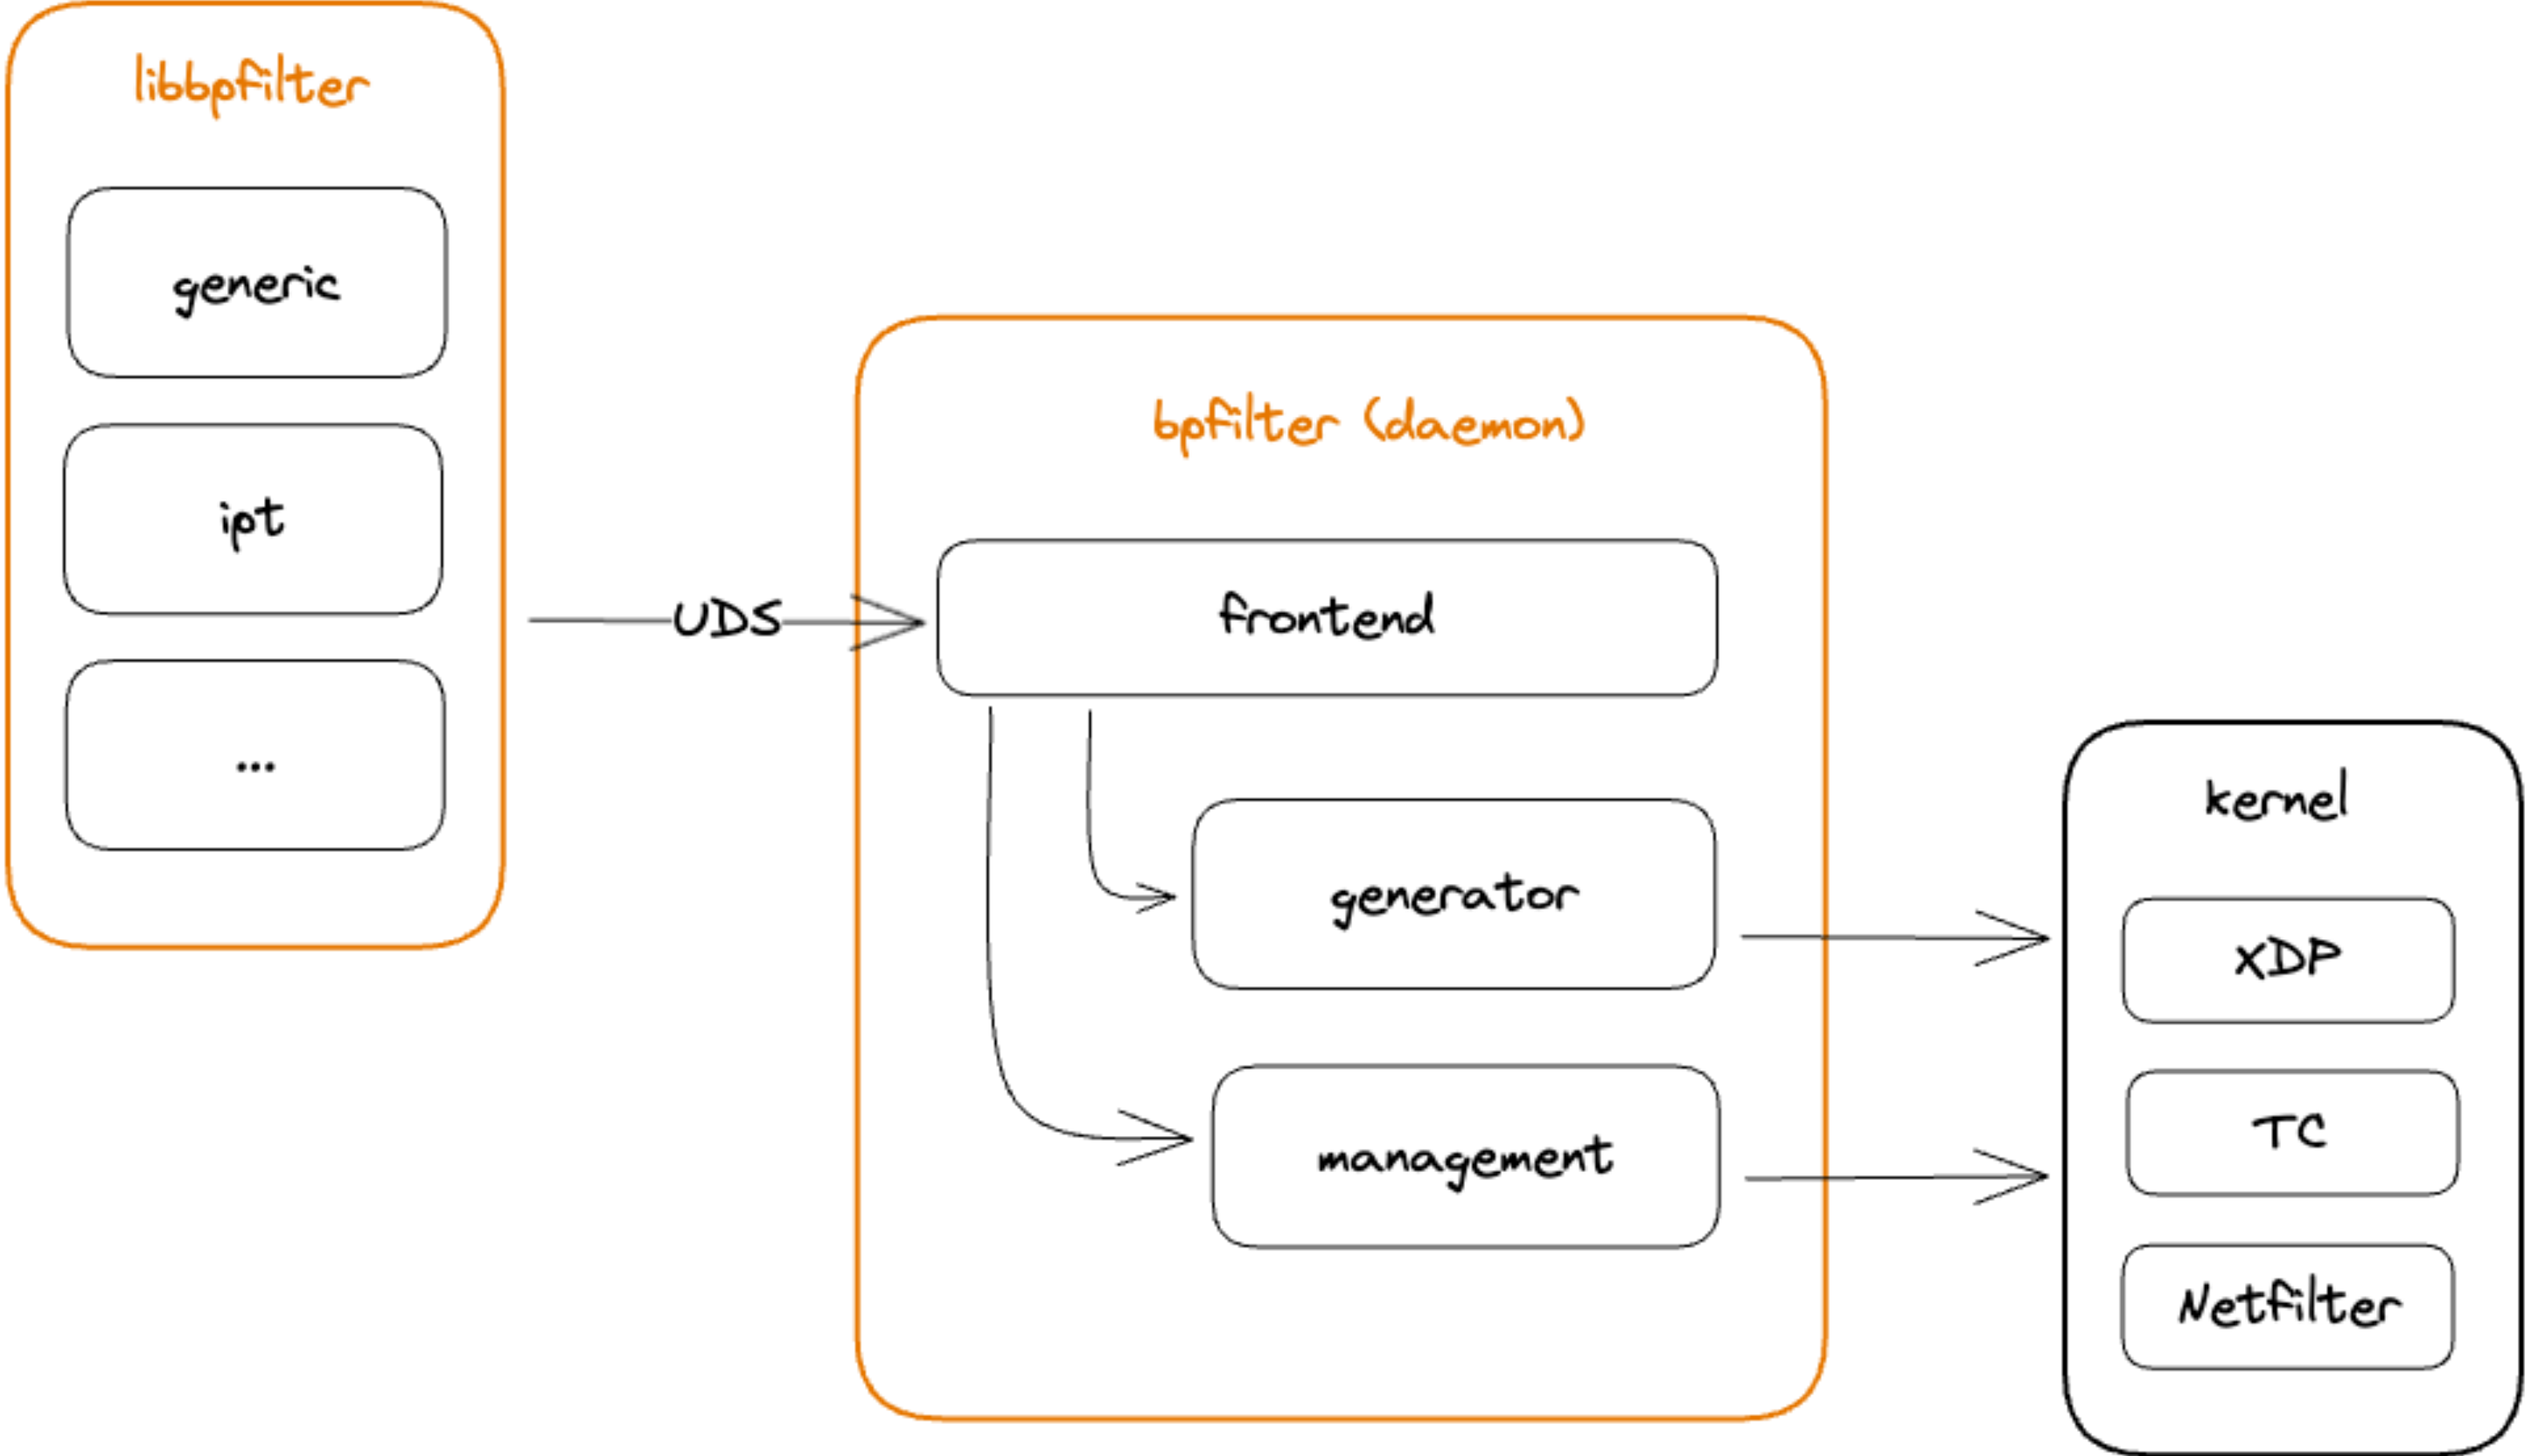 libbpfilter
generic
ipt
...
UDS
bpfilter (daemon)
frontend
generator
management
kernel
XDP
TC
Netfilter